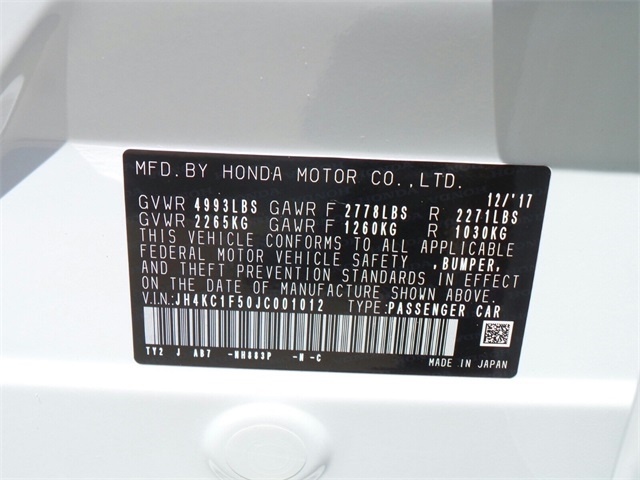 MFD.BY HONDA MOTOR CO.,LTD. 12/'17
GVWR 4993LBS GAWR F 2778LBS R 2271LBS
GVWR 2265KG GAWR F 1260KG R 1030KG
THIS VEHICLE CONFORMS TO ALL APPLICABLE
FEDERAL MOTOR VEHICLE SAFETY ,BUMPER,
AND THEFT PREVENTION STANDARDS IN EFFECT
ON THE DATE OF MANUFACTURE SHOWN ABOVE.
V.I.N:JH4KC1F50JC001012 TYPE:PASSENGER CAR
TY2 J AB7 -NH883P -N -C
MADE IN JAPAN